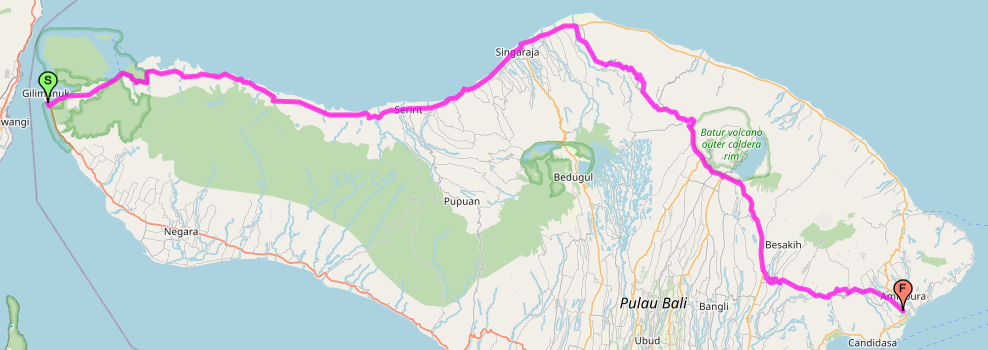 S
Singaraja
Gilimanuk
wangi
Seririt
Batur volcano
outer caldera
rim
Bedugul
Pupuan
Negara
Besakih
F
Amlapura
Pulau Bali
Bangli
Ubud
Candidasa